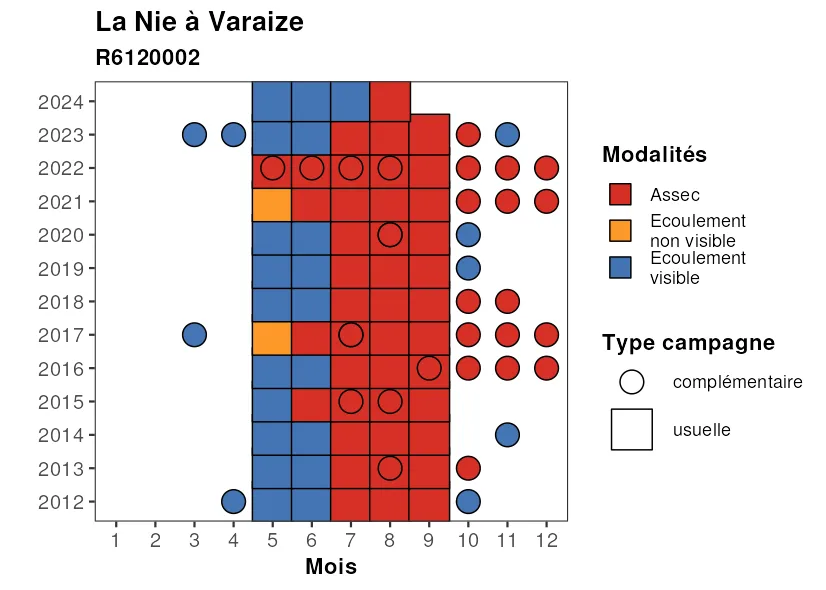 La Nie à Varaize
R6120002
2024
2023
2022
2021
2020
2019
2018
2017
2016
2015
2014
2013
2012
1 2 3 4 5 6 7 8 9 10 11 12
Mois
Modalités
Assec
Ecoulement
non visible
Ecoulement
visible
Type campagne
complémentaire
usuelle